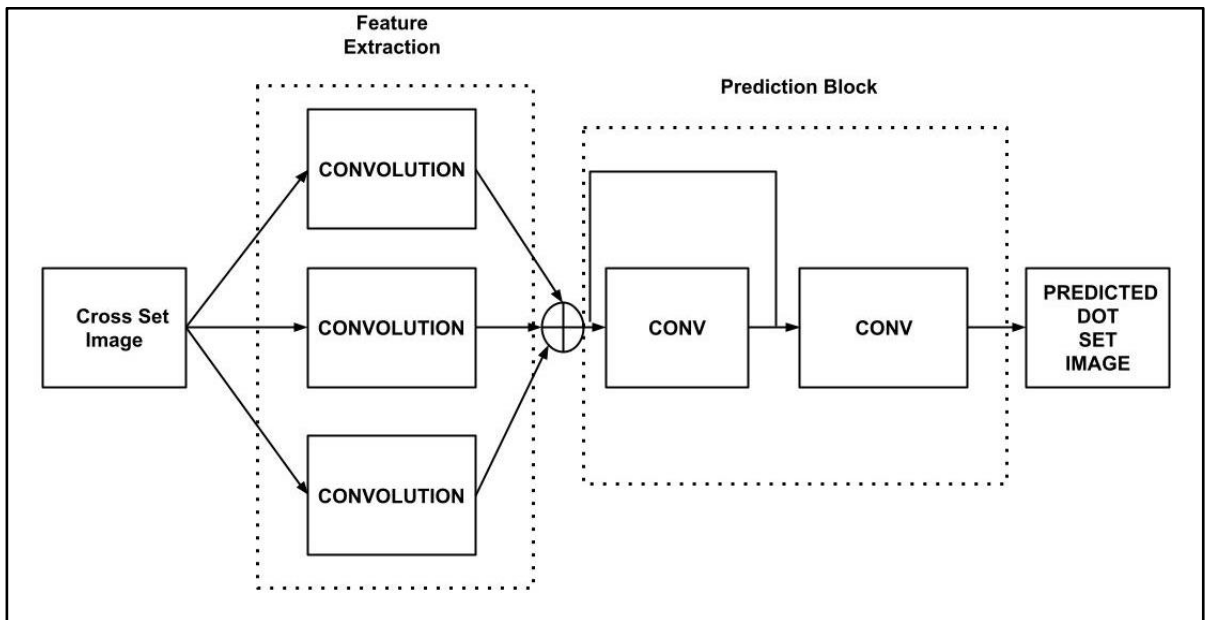 Feature
Extraction
Prediction Block
CONVOLUTION
Cross Set
Image
CONVOLUTION
CONVOLUTION
CONV
CONV
PREDICTED
DOT
SET
IMAGE